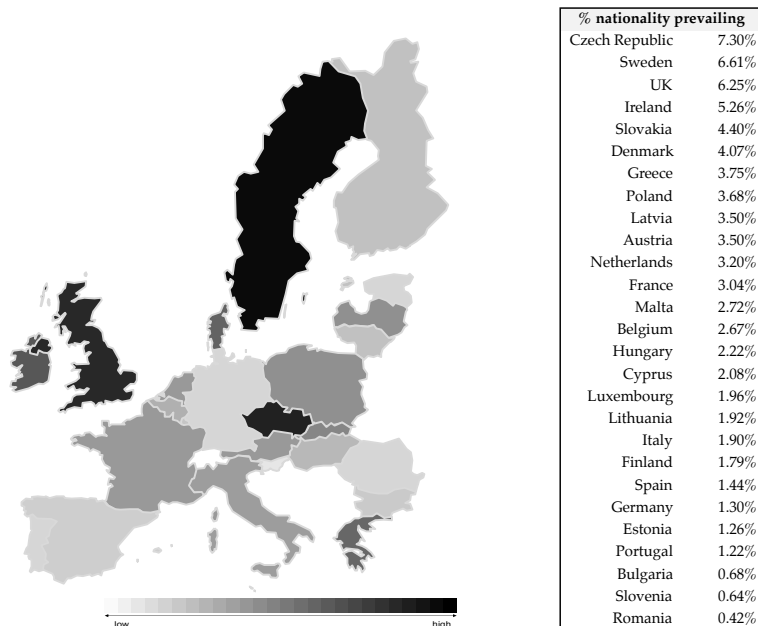 % nationality prevailing
Czech Republic 7.30%
Sweden 6.61%
UK 6.25%
Ireland 5.26%
Slovakia 4.40%
Denmark 4.07%
Greece 3.75%
Poland 3.68%
Latvia 3.50%
Austria 3.50%
Netherlands 3.20%
France 3.04%
Malta 2.72%
Belgium 2.67%
Hungary 2.22%
Cyprus 2.08%
Luxembourg 1.96%
Lithuania 1.92%
Italy 1.90%
Finland 1.79%
Spain 1.44%
Germany 1.30%
Estonia 1.26%
Portugal 1.22%
Bulgaria 0.68%
Slovenia 0.64%
Romania 0.42%
low high